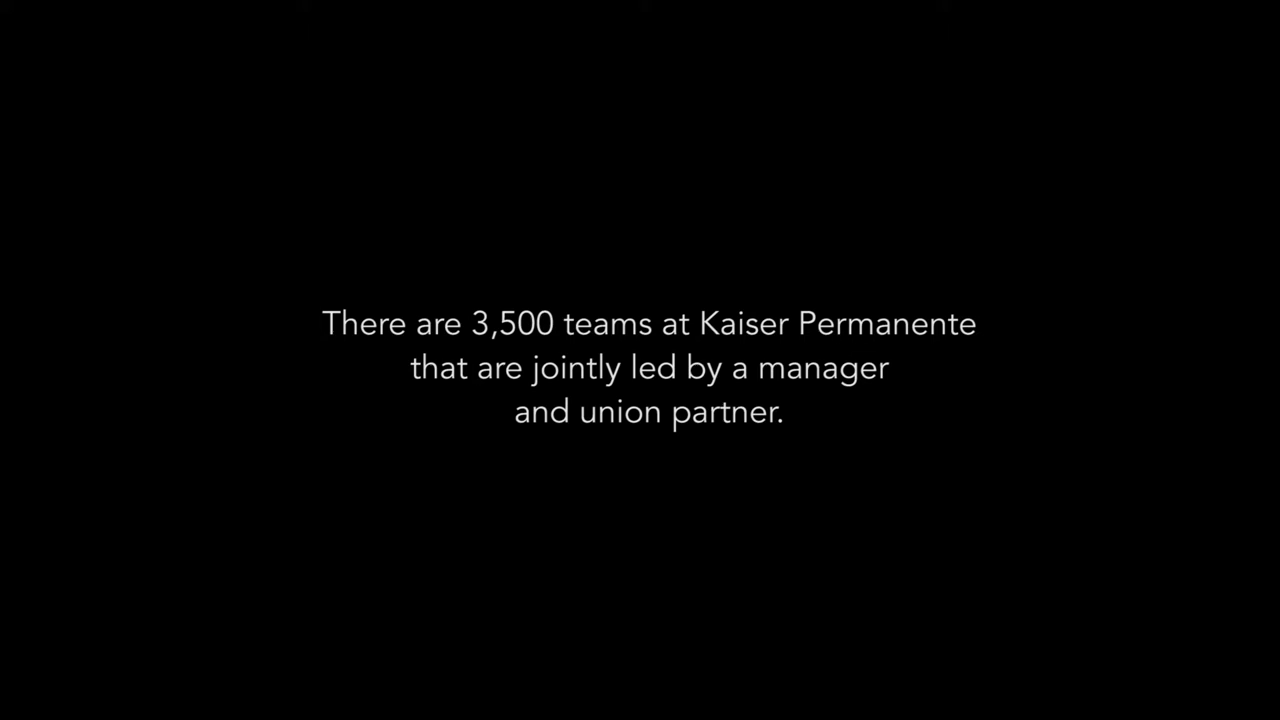 There are 3,500 teams at Kaiser Permanente
that are jointly led by a manager
and union partner.